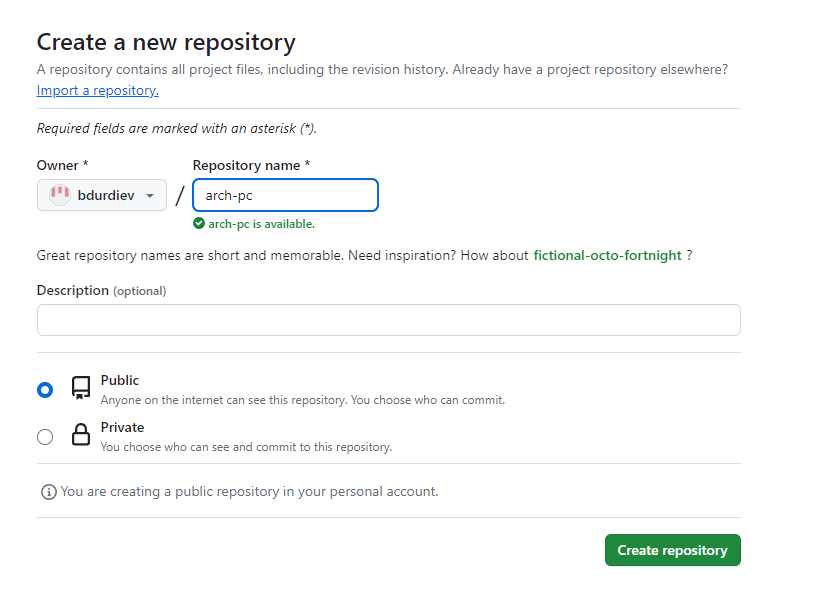 Create a new repository
A repository contains all project files, including the revision history. Already have a project repository elsewhere?
Import a repository.
Required fields are marked with an asterisk (*).
Owner * Repository name *
bdurdiev / arch-pc
arch-pc is available.
Great repository names are short and memorable. Need inspiration? How about fictional-octo-fortnight ?
Description (optional)
Public
Anyone on the internet can see this repository. You choose who can commit.
Private
You choose who can see and commit to this repository.
You are creating a public repository in your personal account.
Create repository